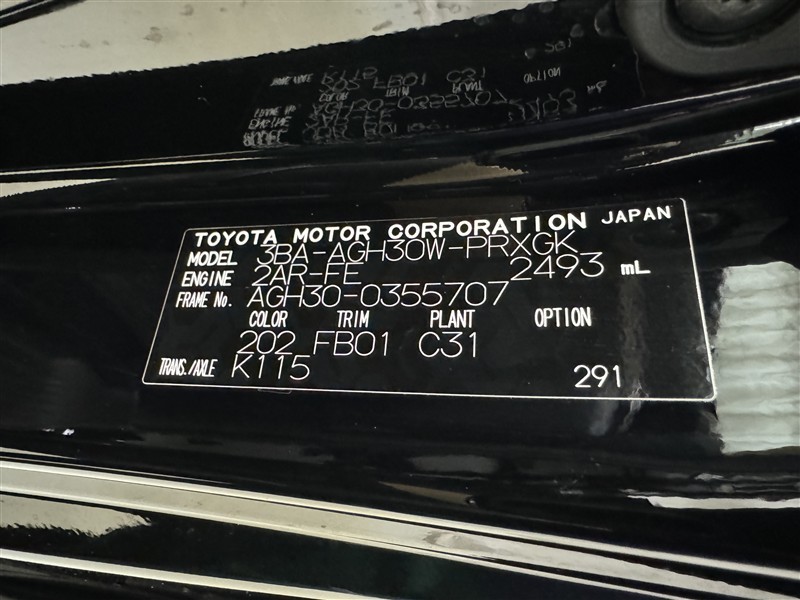 TOYOTA MOTOR CORPORATION JAPAN
MODEL 3BA-AGH30W-PRXGK
ENGINE 2AR-FE 2493 mL
FRAME No. AGH30-0355707
COLOR TRIM PLANT OPTION
202 FB01 C31
TRANS./AXLE K115
291